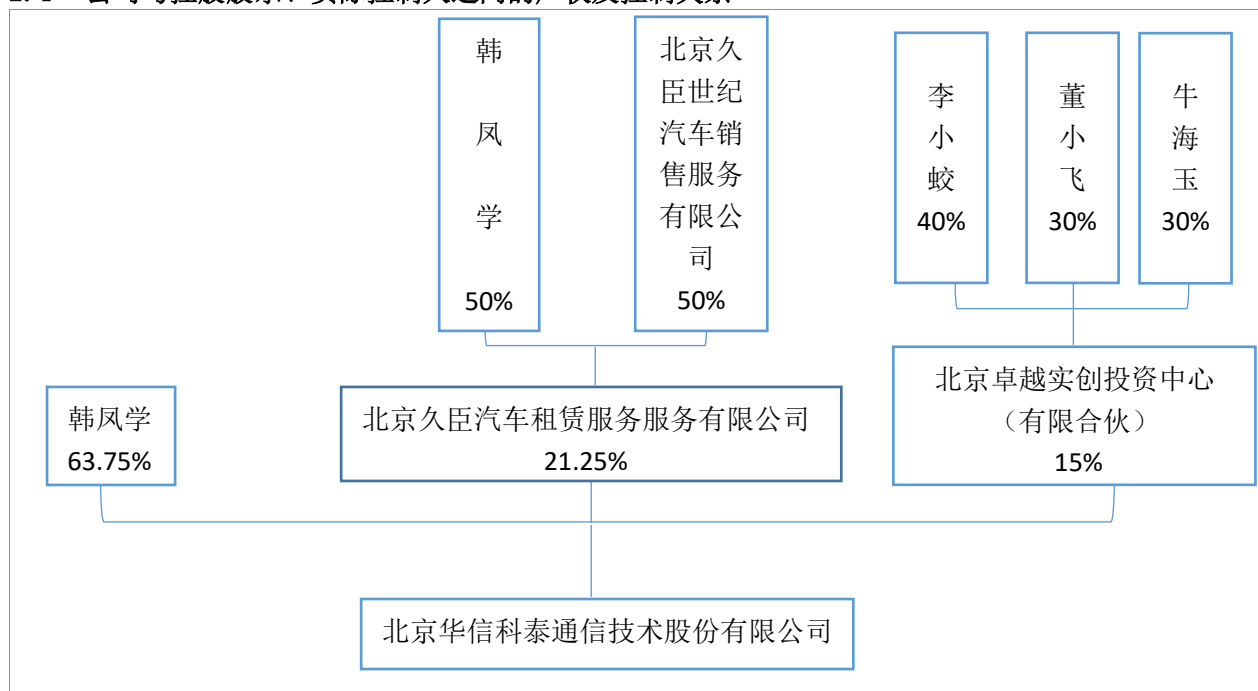 韩
凤
学
50%
北京久
臣世纪
汽车销
售服务
有限公
司
50%
李
小
蛟
40%
董
小
飞
30%
牛
海
玉
30%
韩凤学
63.75%
北京久臣汽车租赁服务服务有限公司
21.25%
北京卓越实创投资中心
（有限合伙）
15%
北京华信科泰通信技术股份有限公司